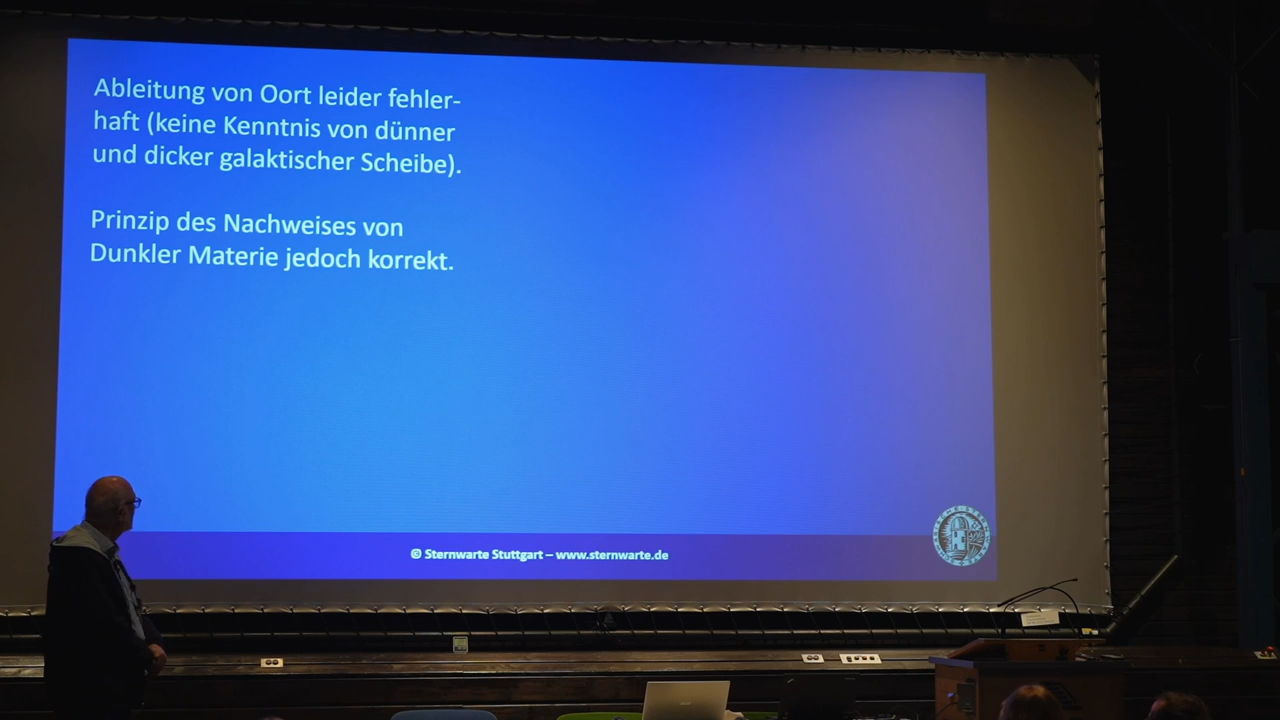 Ableitung von Oort leider fehler-
haft (keine Kenntnis von dünner
und dicker galaktischer Scheibe).
Prinzip des Nachweises von
Dunkler Materie jedoch korrekt.
© Sternwarte Stuttgart – www.sternwarte.de